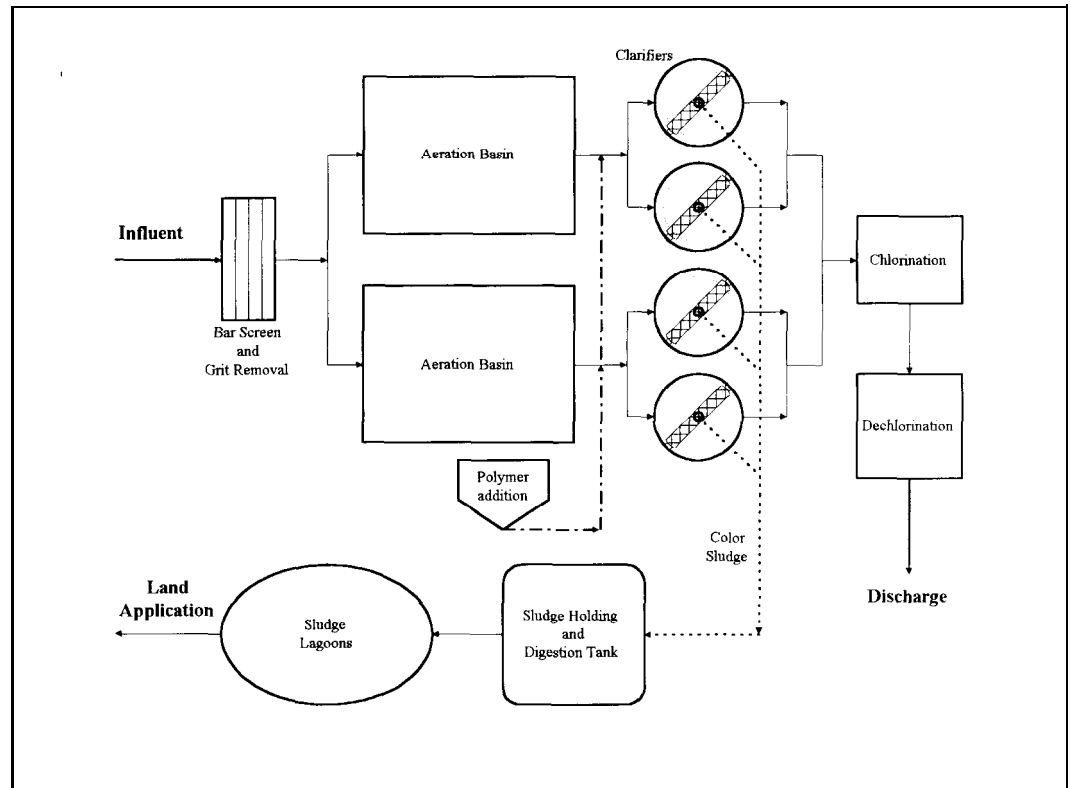 Clarifiers
Aeration Basin
Influent
Bar Screen
and
Grit Removal
Chlorination
Aeration Basin
Dechlorination
Polymer
addition
Color
Sludge
Discharge
Land
Application
Sludge
Lagoons
Sludge Holding
and
Digestion Tank